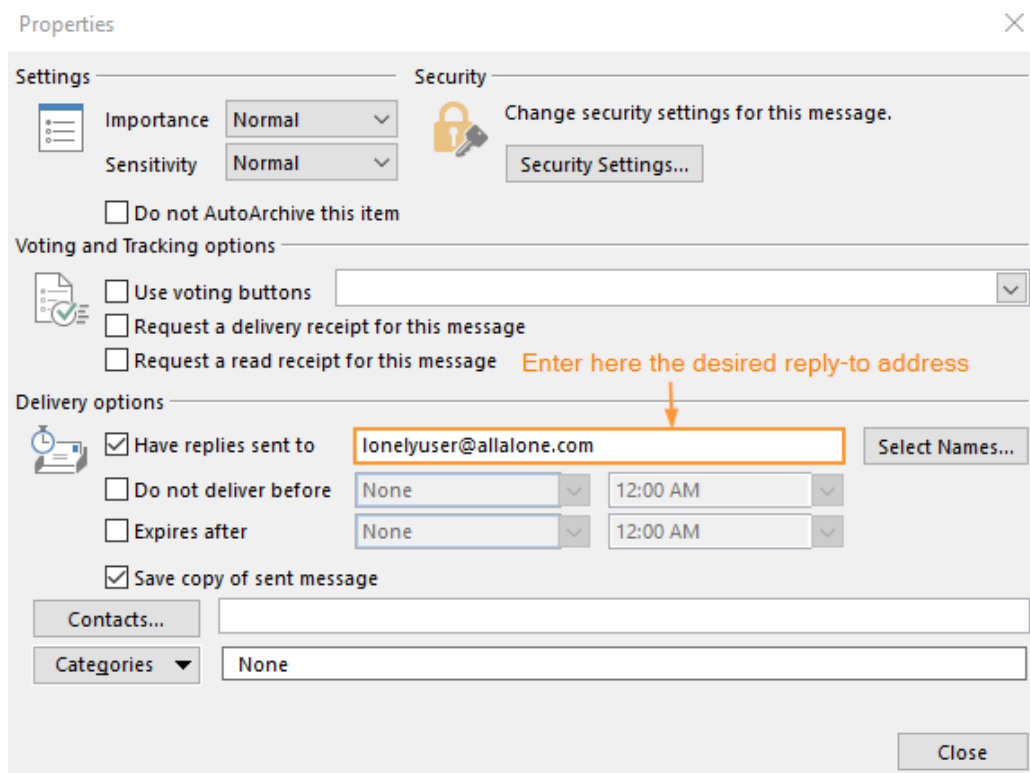 Properties
Settings
Security
Importance Normal
Change security settings for this message.
Sensitivity Normal
Security Settings...
Do not AutoArchive this item
Voting and Tracking options
Use voting buttons
Request a delivery receipt for this message
Request a read receipt for this message
Enter here the desired reply-to address
Delivery options
Have replies sent to lonelyuser@allalone.com Select Names...
Do not deliver before None 12:00 AM
Expires after None 12:00 AM
Save copy of sent message
Contacts...
Categories None
Close